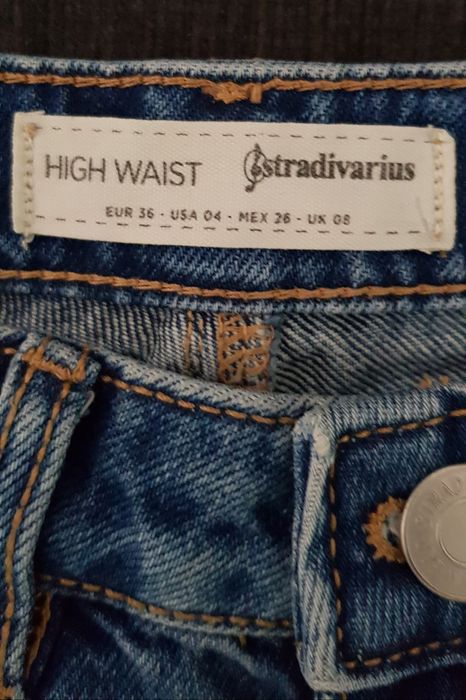 HIGH WAIST stradivarius
EUR 36 - USA 04 - MEX 26 - UK 08